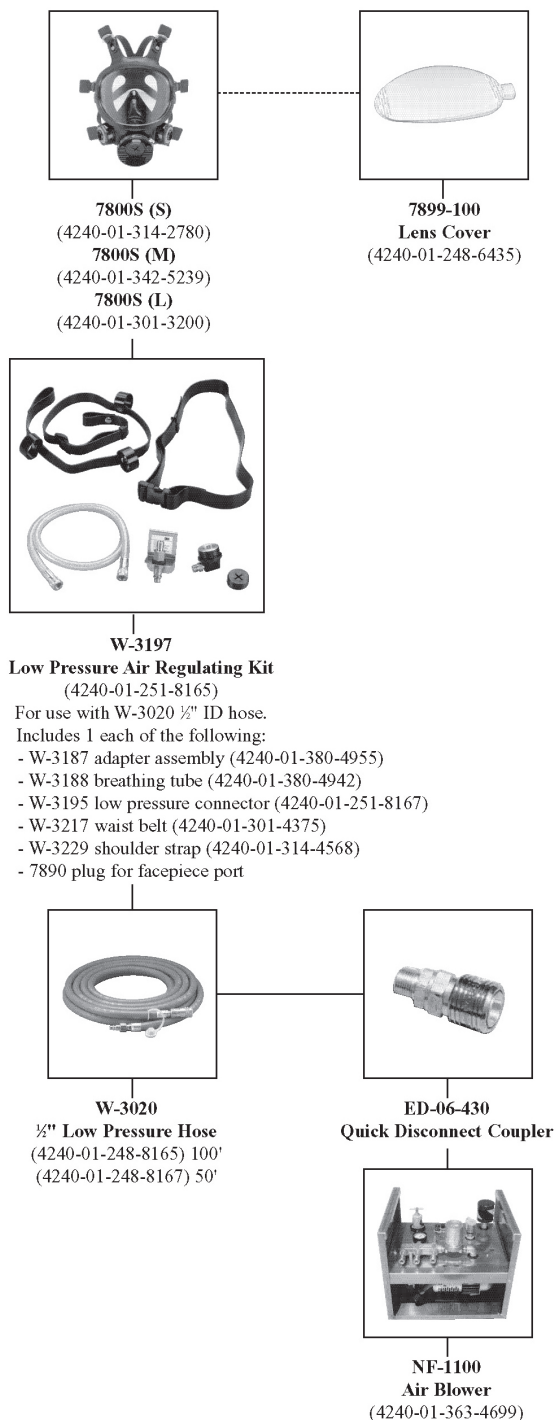 7800S (S)
(4240-01-314-2780)
7800S (M)
(4240-01-342-5239)
7800S (L)
(4240-01-301-3200)
7899-100
Lens Cover
(4240-01-248-6435)
W-3197
Low Pressure Air Regulating Kit
(4240-01-251-8165)
For use with W-3020 ½" ID hose.
Includes 1 each of the following:
- W-3187 adapter assembly (4240-01-380-4955)
- W-3188 breathing tube (4240-01-380-4942)
- W-3195 low pressure connector (4240-01-251-8167)
- W-3217 waist belt (4240-01-301-4375)
- W-3229 shoulder strap (4240-01-314-4568)
- 7890 plug for facepiece port
W-3020
½" Low Pressure Hose
(4240-01-248-8165) 100'
(4240-01-248-8167) 50'
ED-06-430
Quick Disconnect Coupler
NF-1100
Air Blower
(4240-01-363-4699)